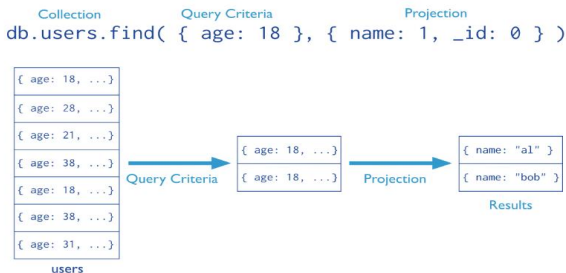 Collection Query Criteria Projection
db.users.find( { age: 18 }, { name: 1, _id: 0 } )
{ age: 18, ...}
{ age: 28, ...}
{ age: 21, ...}
{ age: 38, ...}
{ age: 18, ...}
{ age: 38, ...}
{ age: 31, ...}
users
Query Criteria
{ age: 18, ...}
{ age: 18, ...}
Projection
{ name: "al" }
{ name: "bob" }
Results